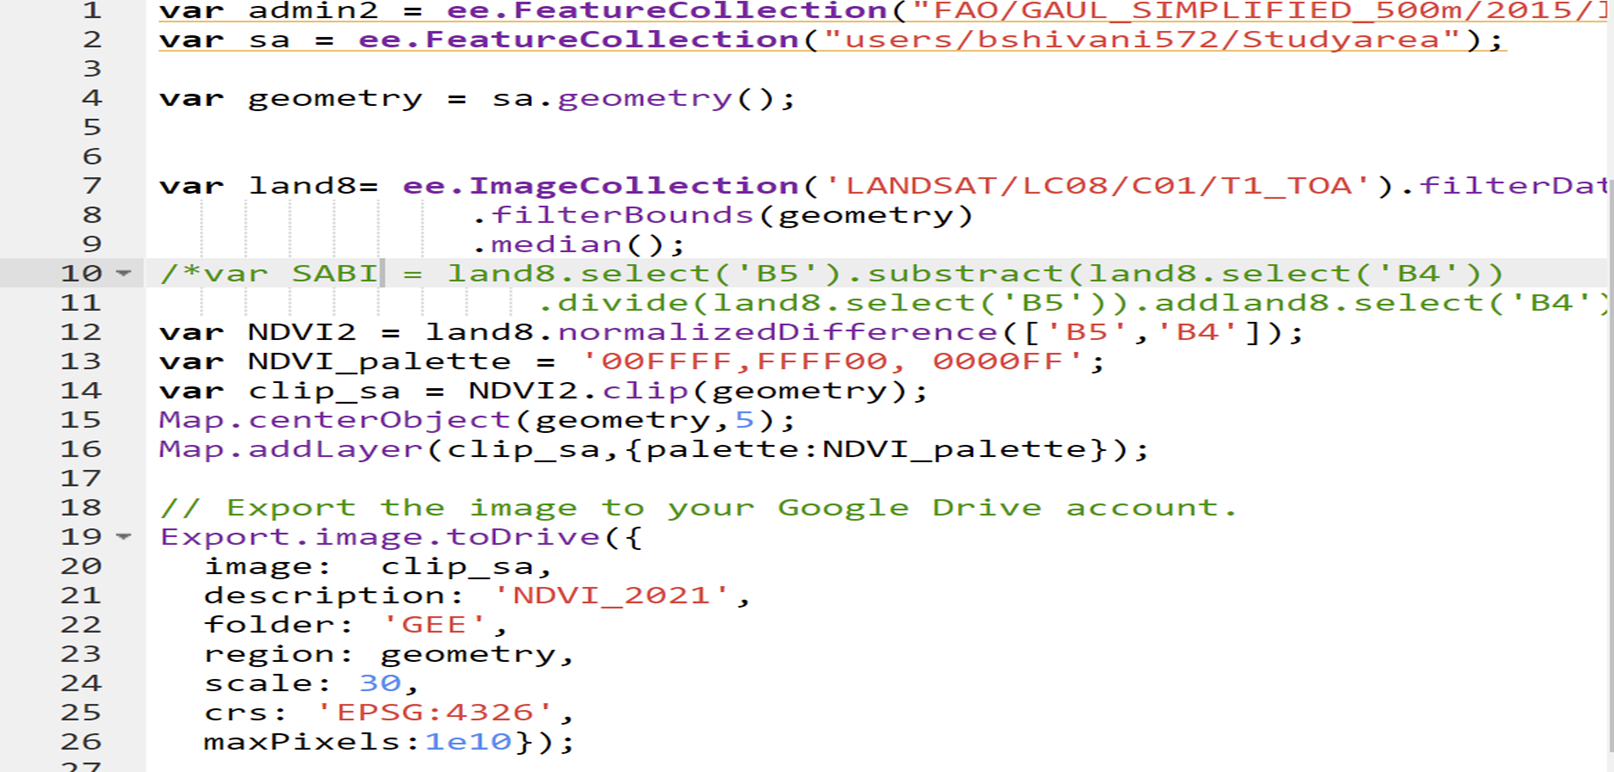 1 var admin2 = ee.FeatureCollection("FAO/GAUL_SIMPLIFIED_500m/2015/
2 var sa = ee.FeatureCollection("users/bshivani572/Studyarea");
3
4 var geometry = sa.geometry();
5
6
7 var land8= ee.ImageCollection('LANDSAT/LC08/C01/T1_TOA').filterDat
8 .filterBounds(geometry)
9 .median();
10 /*var SABI = land8.select('B5').substract(land8.select('B4'))
11 .divide(land8.select('B5')).addland8.select('B4')
12 var NDVI2 = land8.normalizedDifference(['B5','B4']);
13 var NDVI_palette = '00FFFF,FFFF00, 0000FF';
14 var clip_sa = NDVI2.clip(geometry);
15 Map.centerObject(geometry,5);
16 Map.addLayer(clip_sa,{palette:NDVI_palette});
17
18 // Export the image to your Google Drive account.
19 Export.image.toDrive({
20 image: clip_sa,
21 description: 'NDVI_2021',
22 folder: 'GEE',
23 region: geometry,
24 scale: 30,
25 crs: 'EPSG:4326',
26 maxPixels:1e10});
27